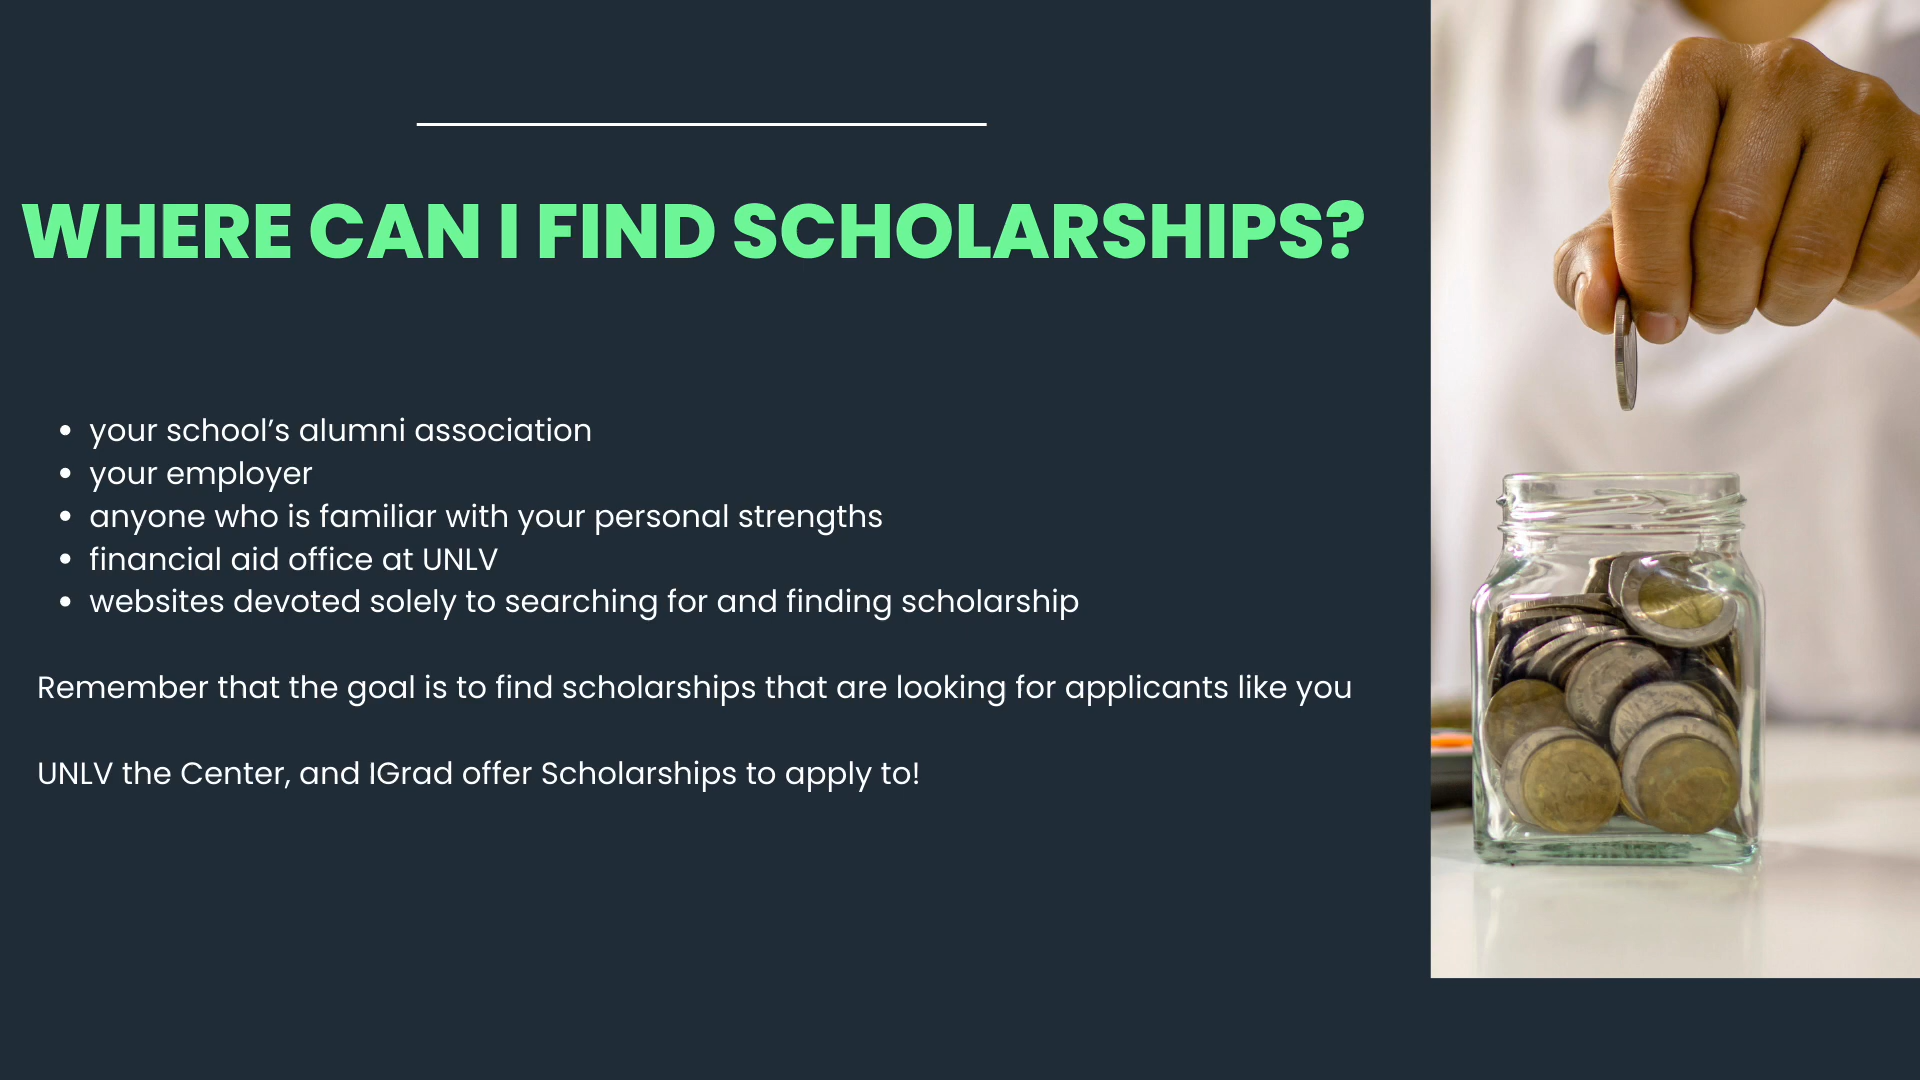 WHERE CAN I FIND SCHOLARSHIPS?
• your school’s alumni association
• your employer
• anyone who is familiar with your personal strengths
• financial aid office at UNLV
• websites devoted solely to searching for and finding scholarship
Remember that the goal is to find scholarships that are looking for applicants like you
UNLV the Center, and IGrad offer Scholarships to apply to!